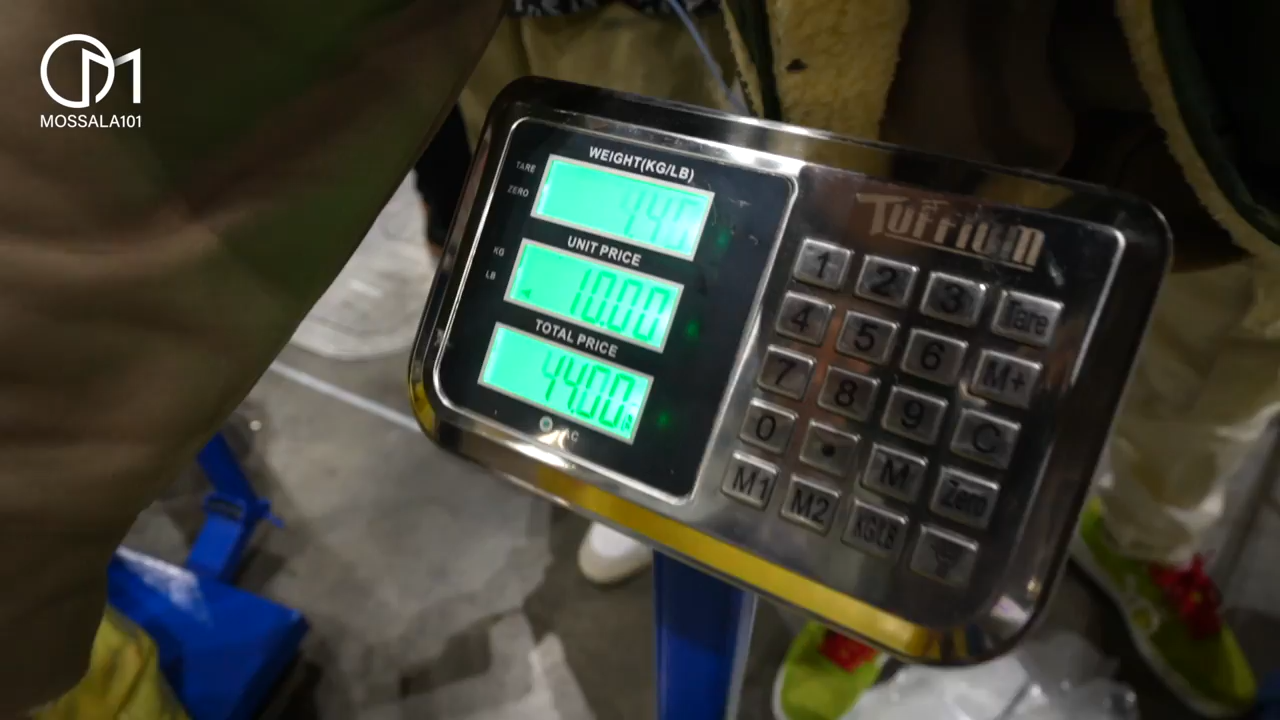 MOSSALA101
WEIGHT(KG/LB)
TARE
ZERO
4.40
UNIT PRICE
KG
LB
10.00
TOTAL PRICE
44.00
AC
TUFFIUM
1 2 3 Tare
4 5 6 M+
7 8 9 C
0 . M Zero
M1 M2 KG/LB